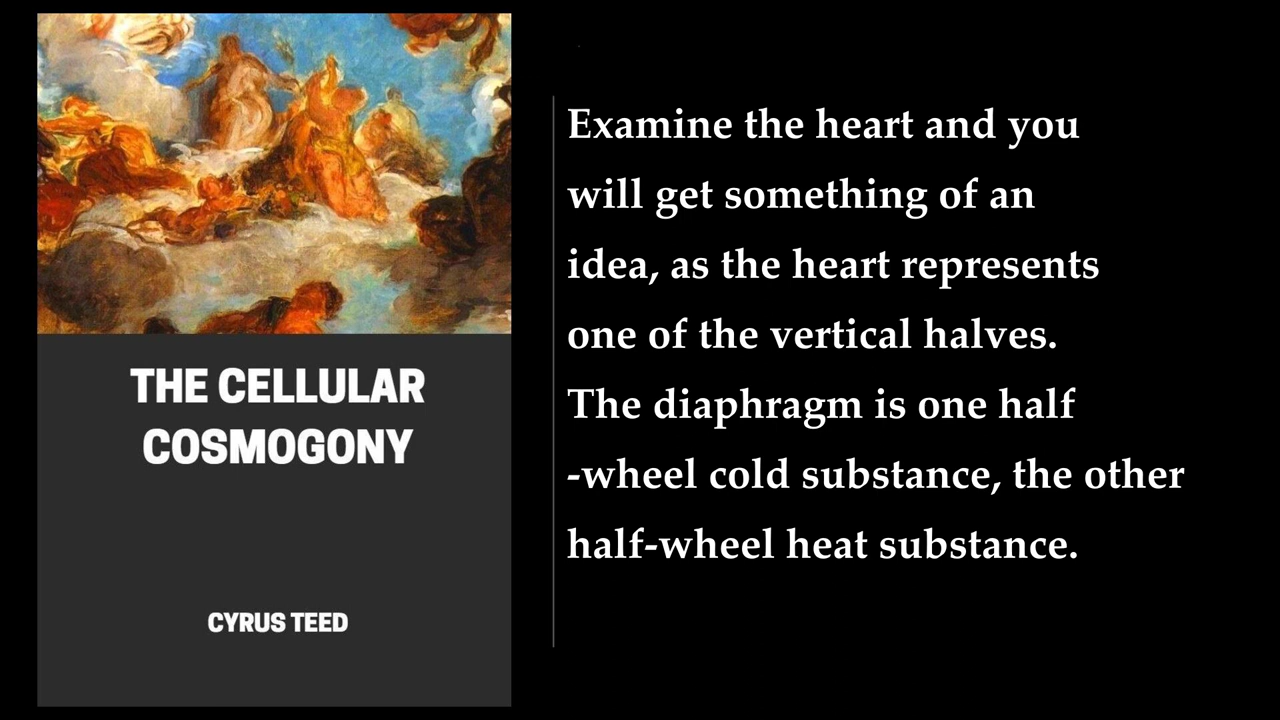 THE CELLULAR
COSMOGONY
CYRUS TEED
Examine the heart and you
will get something of an
idea, as the heart represents
one of the vertical halves.
The diaphragm is one half
-wheel cold substance, the other
half-wheel heat substance.